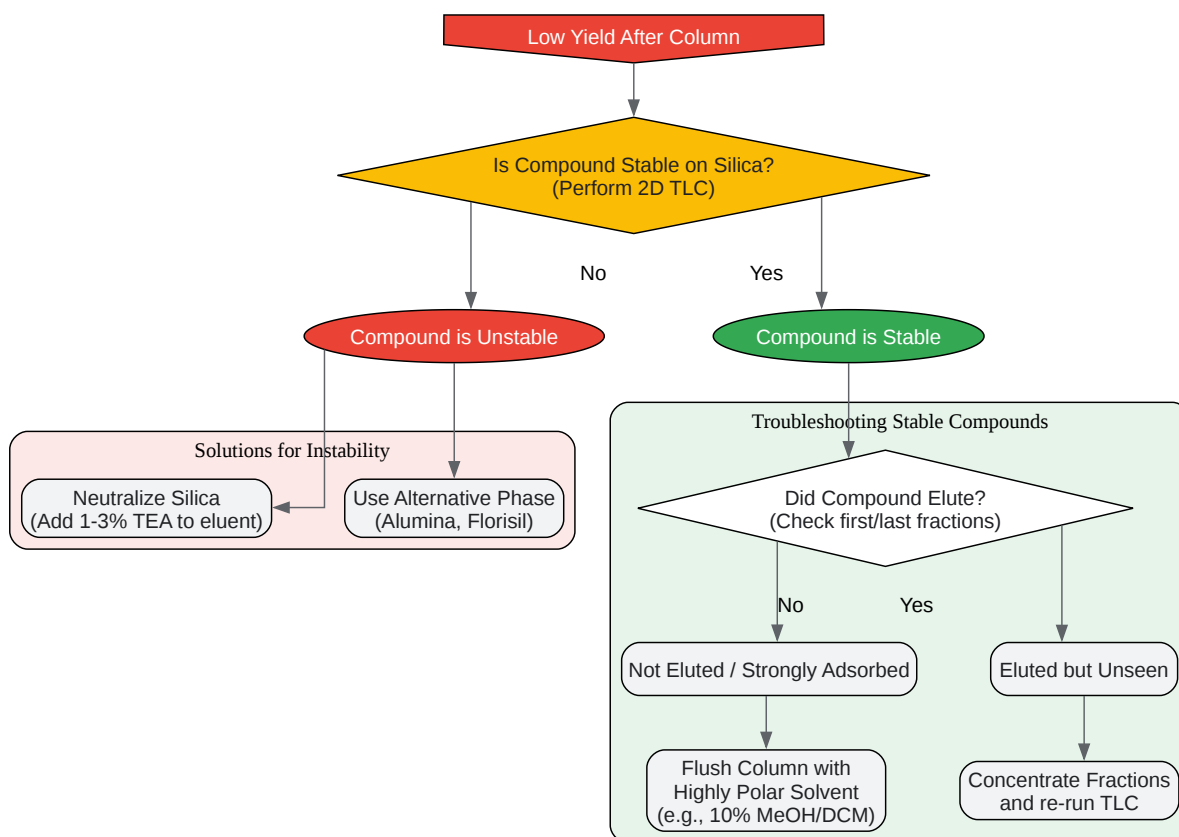 Low Yield After Column
Is Compound Stable on Silica?
(Perform 2D TLC)
No
Yes
Compound is Unstable
Compound is Stable
Solutions for Instability
Neutralize Silica
(Add 1-3% TEA to eluent)
Use Alternative Phase
(Alumina, Florisil)
Troubleshooting Stable Compounds
Did Compound Elute?
(Check first/last fractions)
No
Yes
Not Eluted / Strongly Adsorbed
Eluted but Unseen
Flush Column with
Highly Polar Solvent
(e.g., 10% MeOH/DCM)
Concentrate Fractions
and re-run TLC